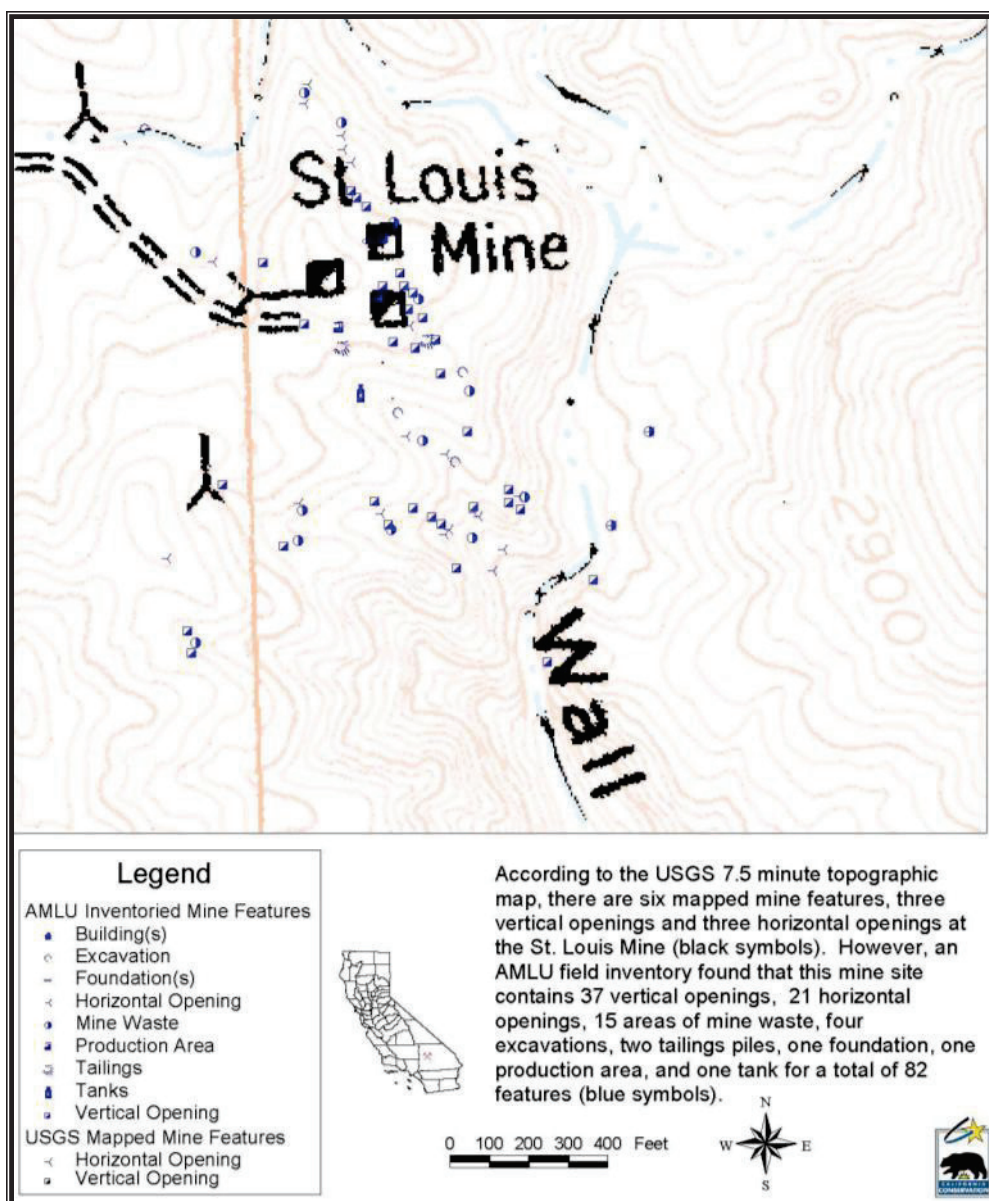 St Louis
Mine
Wall
2900
Legend
AMLU Inventoried Mine Features
Building(s)
Excavation
Foundation(s)
Horizontal Opening
Mine Waste
Production Area
Tailings
Tanks
Vertical Opening
USGS Mapped Mine Features
Horizontal Opening
Vertical Opening
According to the USGS 7.5 minute topographic
map, there are six mapped mine features, three
vertical openings and three horizontal openings at
the St. Louis Mine (black symbols). However, an
AMLU field inventory found that this mine site
contains 37 vertical openings, 21 horizontal
openings, 15 areas of mine waste, four
excavations, two tailings piles, one foundation, one
production area, and one tank for a total of 82
features (blue symbols).
0 100 200 300 400 Feet
N
W E
S
CALIFORNIA
CONSERVATION